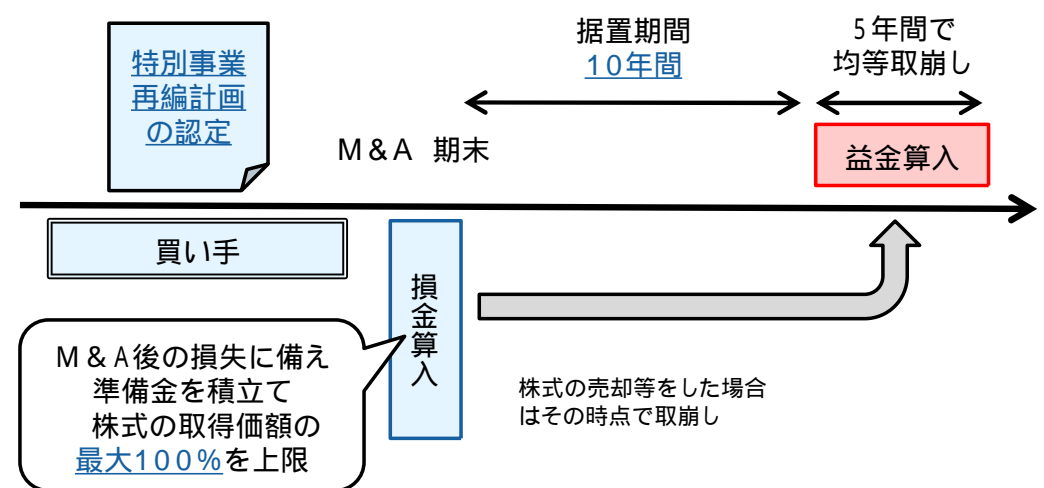 特別事業
再編計画
の認定
M&A 期末
据置期間
10年間
5年間で
均等取崩し
益金算入
買い手
損金算入
M&A後の損失に備え
準備金を積立て
株式の取得価額の
最大100%を上限
株式の売却等をした場合
はその時点で取崩し